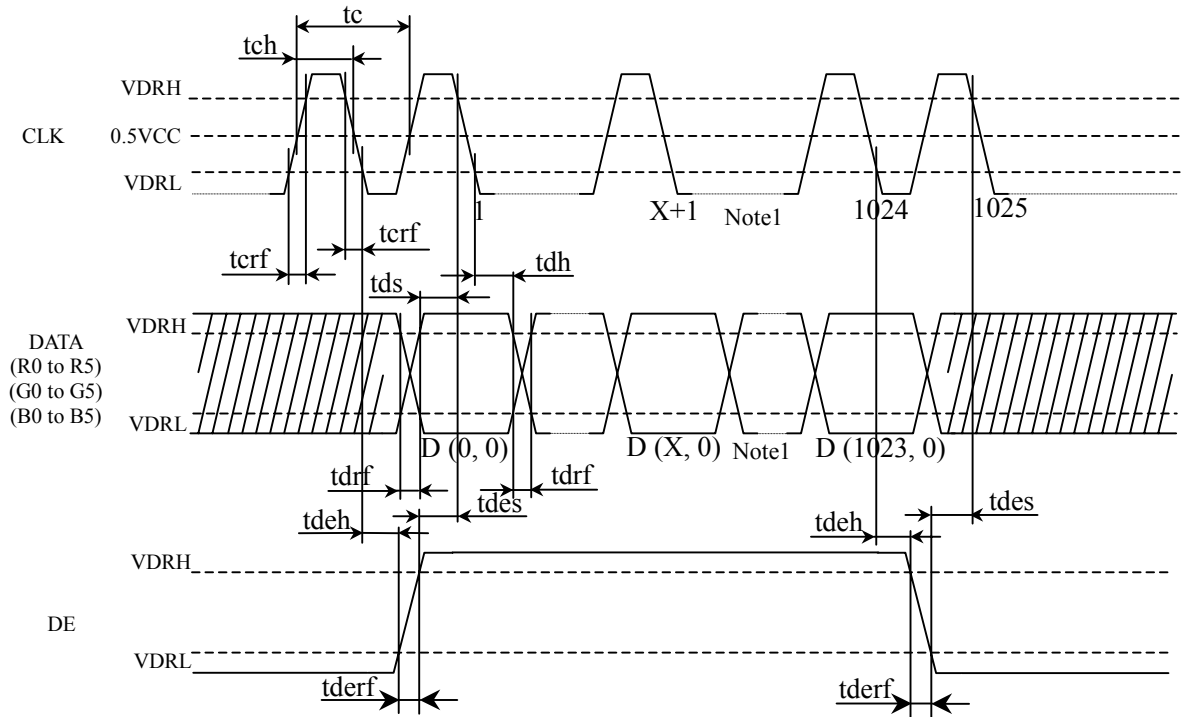 tc
tch
VDRH
CLK
0.5VCC
VDRL
1
X+1
Note1
1024
1025
tcrf
tcrf
tdh
tds
VDRH
DATA
(R0 to R5)
(G0 to G5)
(B0 to B5)
VDRL
D (0, 0)
D (X, 0)
Note1
D (1023, 0)
tdrf
tdrf
tdes
tdes
tdeh
tdeh
VDRH
DE
VDRL
tderf
tderf